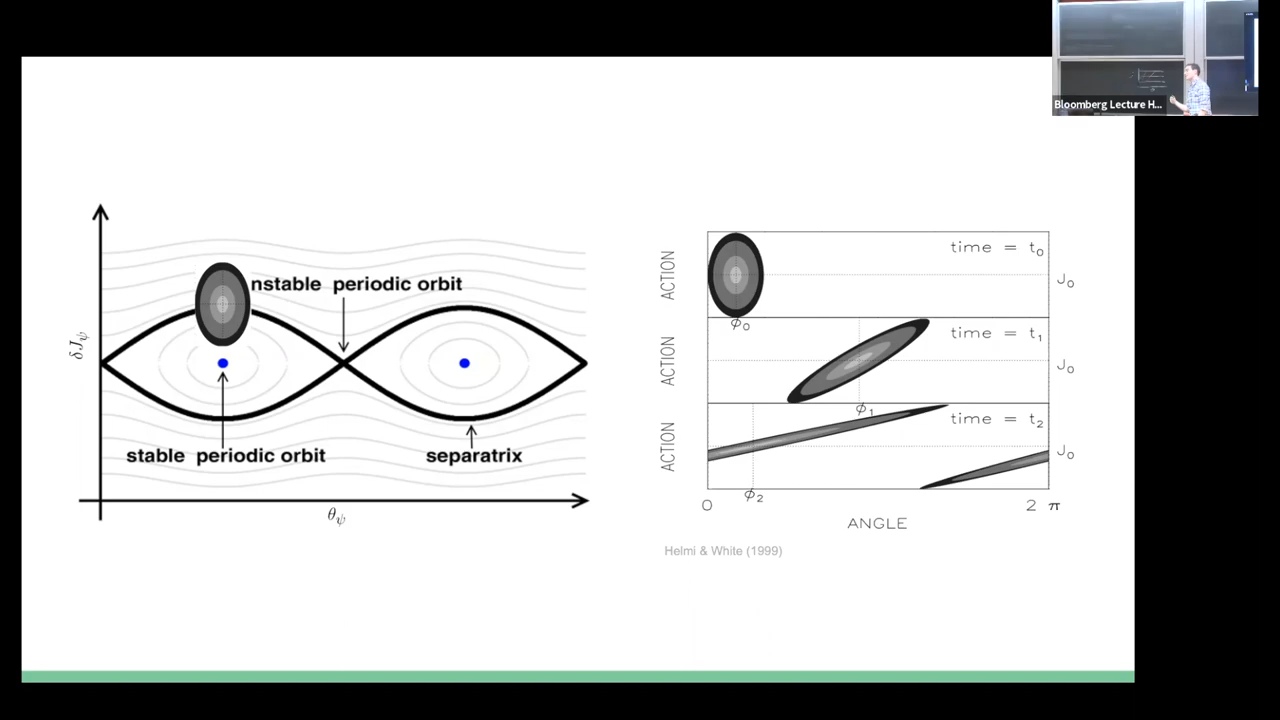 Bloomberg Lecture H...
δJψ
nstable periodic orbit
stable periodic orbit
separatrix
θψ
ACTION
time = t₀
J₀
ϕ₀
ACTION
time = t₁
J₀
ϕ₁
ACTION
time = t₂
J₀
ϕ₂
0
2 π
ANGLE
Helmi & White (1999)